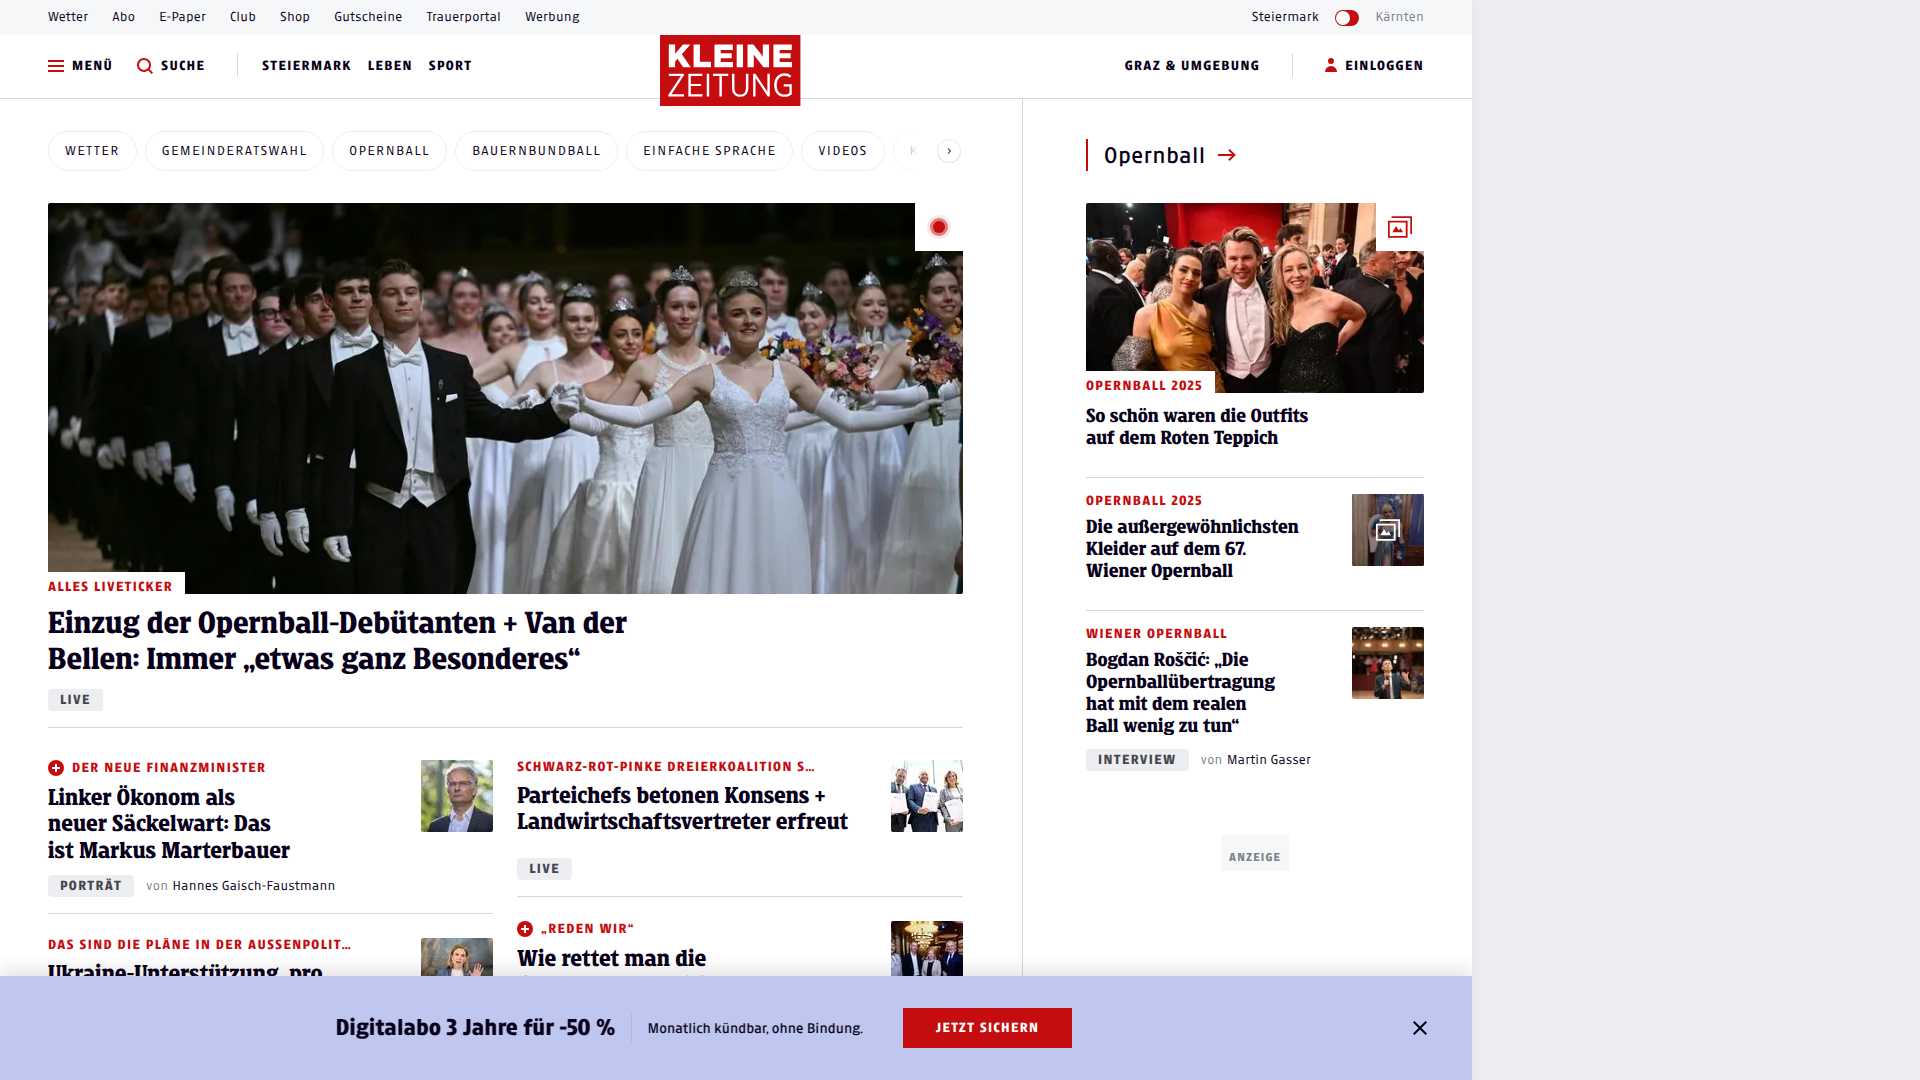 Wetter Abo E-Paper Club Shop Gutscheine Trauerportal Werbung Steiermark Kärnten
MENÜ SUCHE STEIERMARK LEBEN SPORT KLEINE ZEITUNG GRAZ & UMGEBUNG EINLOGGEN
WETTER GEMEINDERATSWAHL OPERNBALL BAUERNBUNDBALL EINFACHE SPRACHE VIDEOS K
ALLES LIVETICKER
Einzug der Opernball-Debütanten + Van der
Bellen: Immer „etwas ganz Besonderes“
LIVE
DER NEUE FINANZMINISTER
Linker Ökonom als
neuer Säckelwart: Das
ist Markus Marterbauer
PORTRÄT von Hannes Gaisch-Faustmann
DAS SIND DIE PLÄNE IN DER AUSSENPOLIT…
Ukraine-Unterstützung, pro
SCHWARZ-ROT-PINKE DREIERKOALITION S…
Parteichefs betonen Konsens +
Landwirtschaftsvertreter erfreut
LIVE
„REDEN WIR“
Wie rettet man die
Opernball
OPERNBALL 2025
So schön waren die Outfits
auf dem Roten Teppich
OPERNBALL 2025
Die außergewöhnlichsten
Kleider auf dem 67.
Wiener Opernball
WIENER OPERNBALL
Bogdan Roščić: „Die
Opernballübertragung
hat mit dem realen
Ball wenig zu tun“
INTERVIEW von Martin Gasser
ANZEIGE
Digitalabo 3 Jahre für -50 % Monatlich kündbar, ohne Bindung. JETZT SICHERN